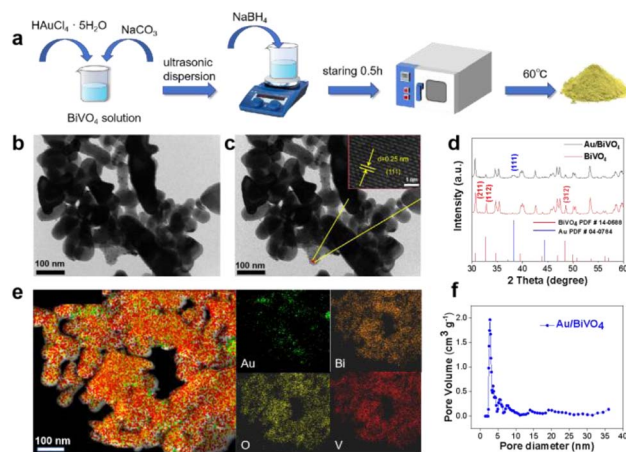 a
HAuCl4 · 5H2O
NaCO3
BiVO4 solution
ultrasonic
dispersion
NaBH4
staring 0.5h
60℃
b
100 nm
c
d=0.25 nm
100 nm
d
Intensity (a.u.)
Au/BiVO4
BiVO4
(111)
(211)
(112)
(312)
BiVO4 PDF # 14-0688
Au PDF # 04-0784
30 35 40 45 50 55 60
2 Theta (degree)
e
100 nm
Au
Bi
O
V
f
Pore Volume (cm3 g-1)
2.0
1.5
1.0
0.5
0.0
Au/BiVO4
0 5 10 15 20 25 30 35 40
Pore diameter (nm)